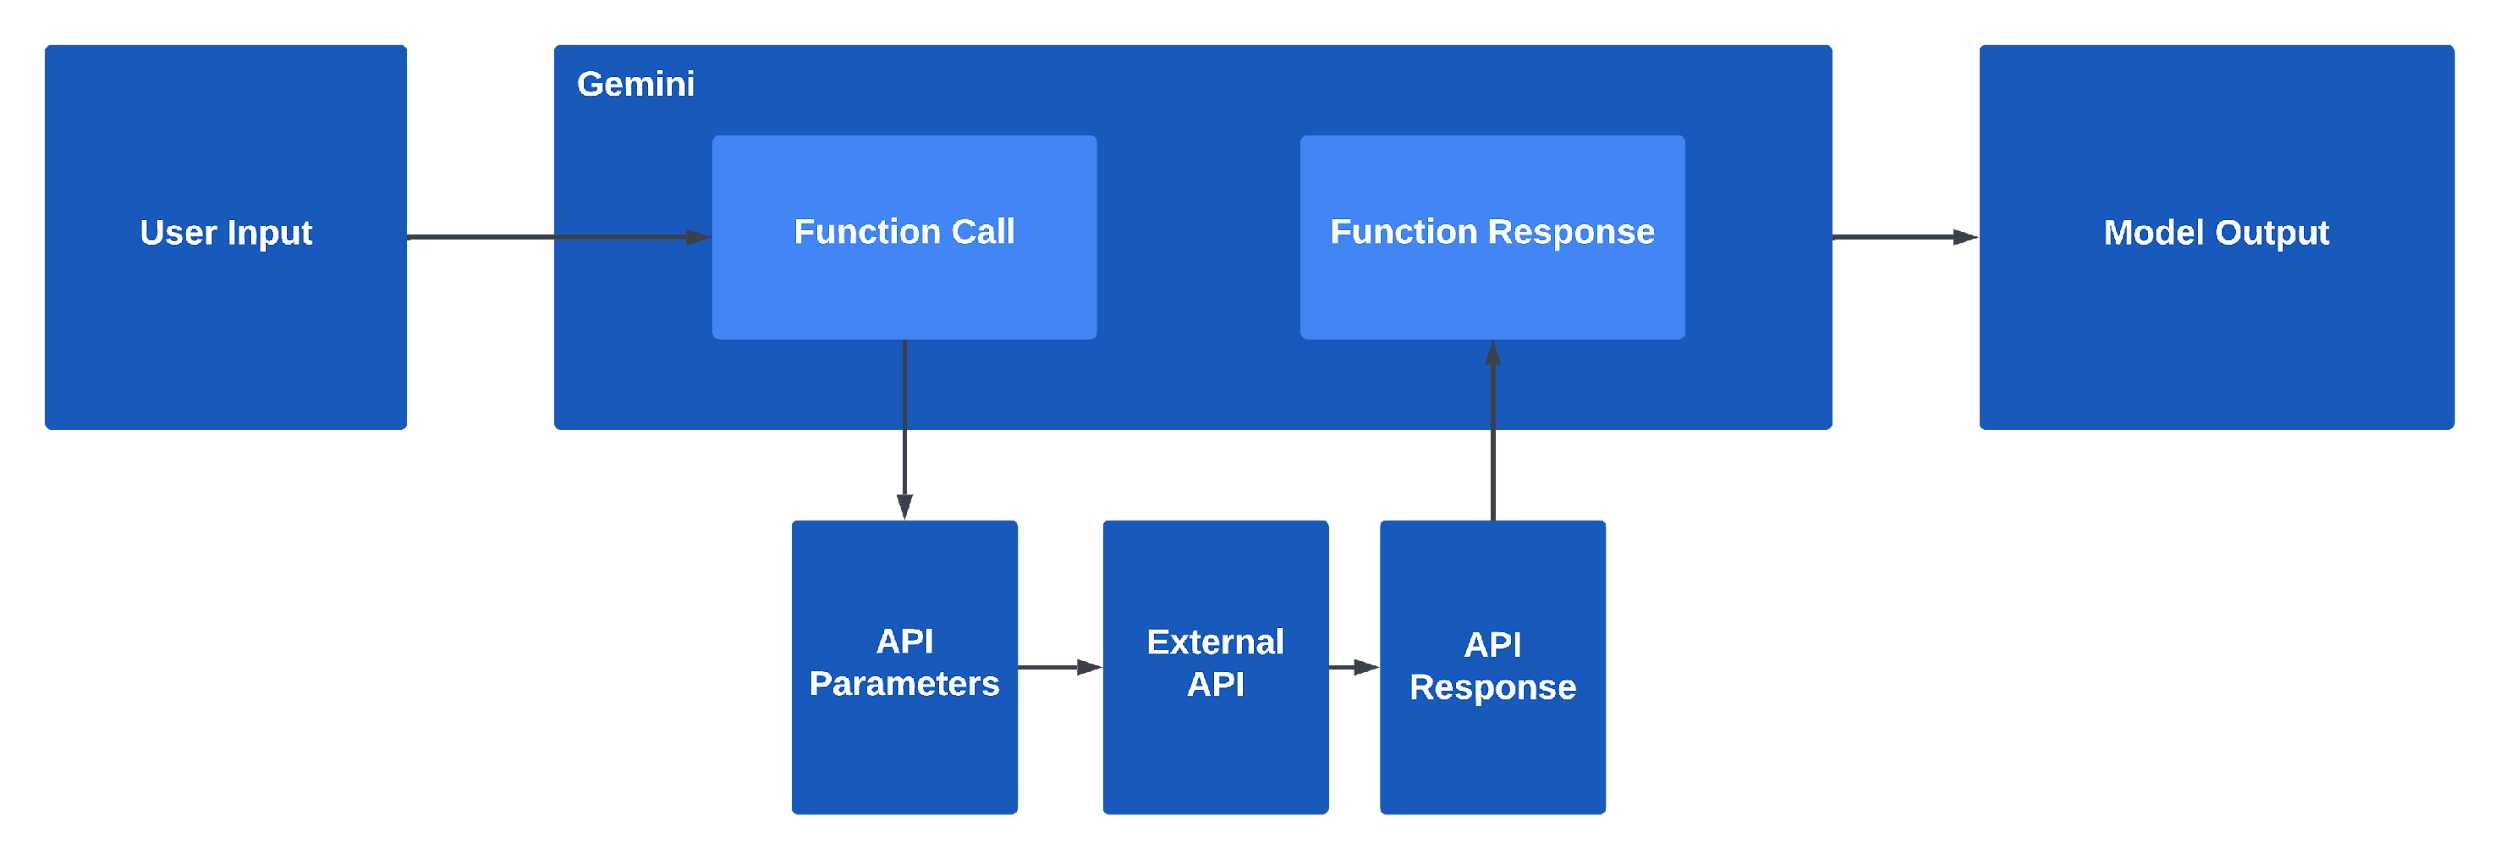 Gemini
User Input
Function Call
Function Response
Model Output
API
Parameters
External
API
API
Response